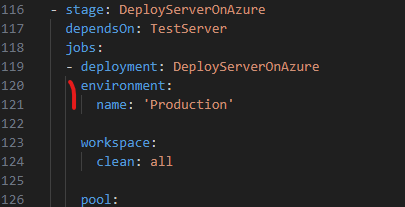 116 - stage: DeployServerOnAzure
117 dependsOn: TestServer
118 jobs:
119 - deployment: DeployServerOnAzure
120 environment:
121 name: 'Production'
122
123 workspace:
124 clean: all
125
126 pool: